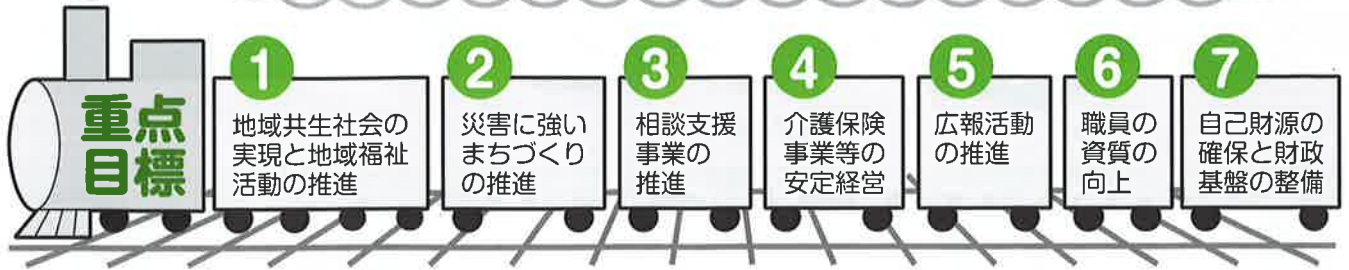 重点
目標
1
地域共生社会の
実現と地域福祉
活動の推進
2
災害に強い
まちづくり
の推進
3
相談支援
事業の
推進
4
介護保険
事業等の
安定経営
5
広報活動
の推進
6
職員の
資質の
向上
7
自己財源の
確保と財政
基盤の整備